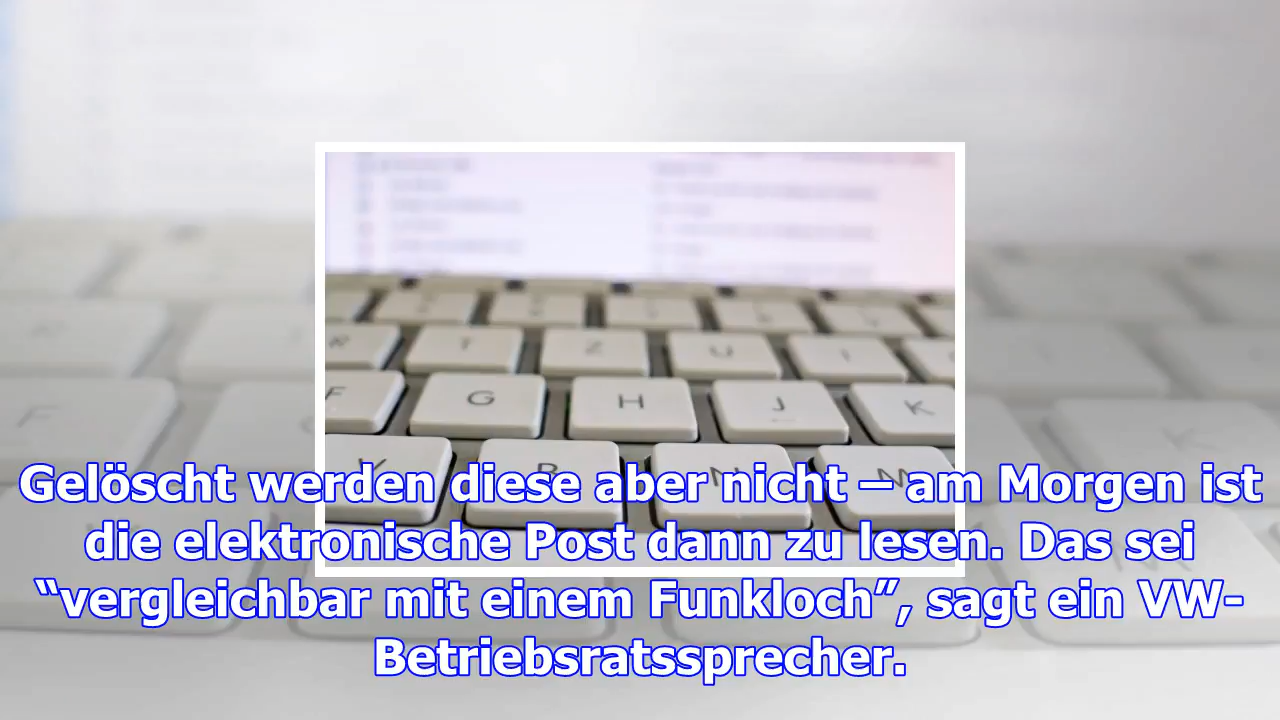 R T Z U I
F G H J K
V B N M
Gelöscht werden diese aber nicht – am Morgen ist
die elektronische Post dann zu lesen. Das sei
“vergleichbar mit einem Funkloch”, sagt ein VW-
Betriebsratssprecher.